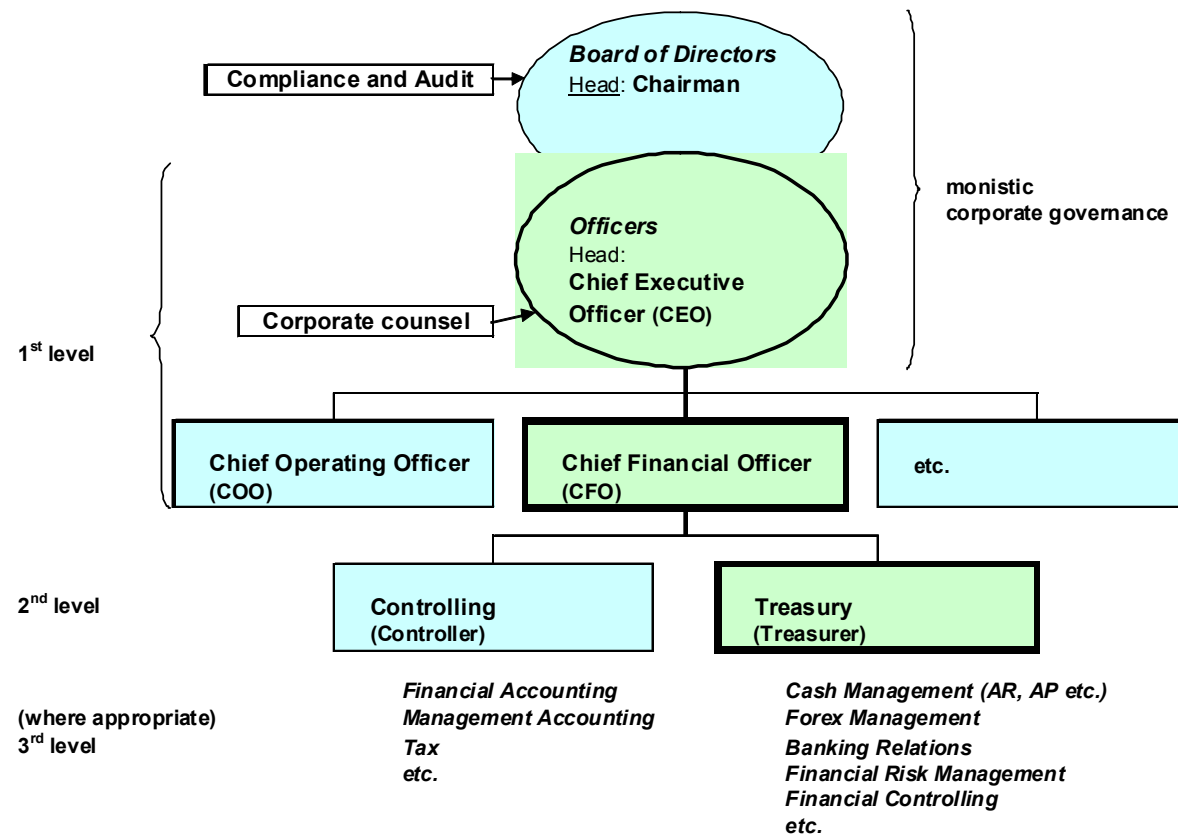 Board of Directors
Head: Chairman
Compliance and Audit
monistic
corporate governance
Officers
Head:
Chief Executive
Officer (CEO)
Corporate counsel
1st level
Chief Operating Officer
(COO)
Chief Financial Officer
(CFO)
etc.
2nd level
Controlling
(Controller)
Treasury
(Treasurer)
(where appropriate)
3rd level
Financial Accounting
Management Accounting
Tax
etc.
Cash Management (AR, AP etc.)
Forex Management
Banking Relations
Financial Risk Management
Financial Controlling
etc.